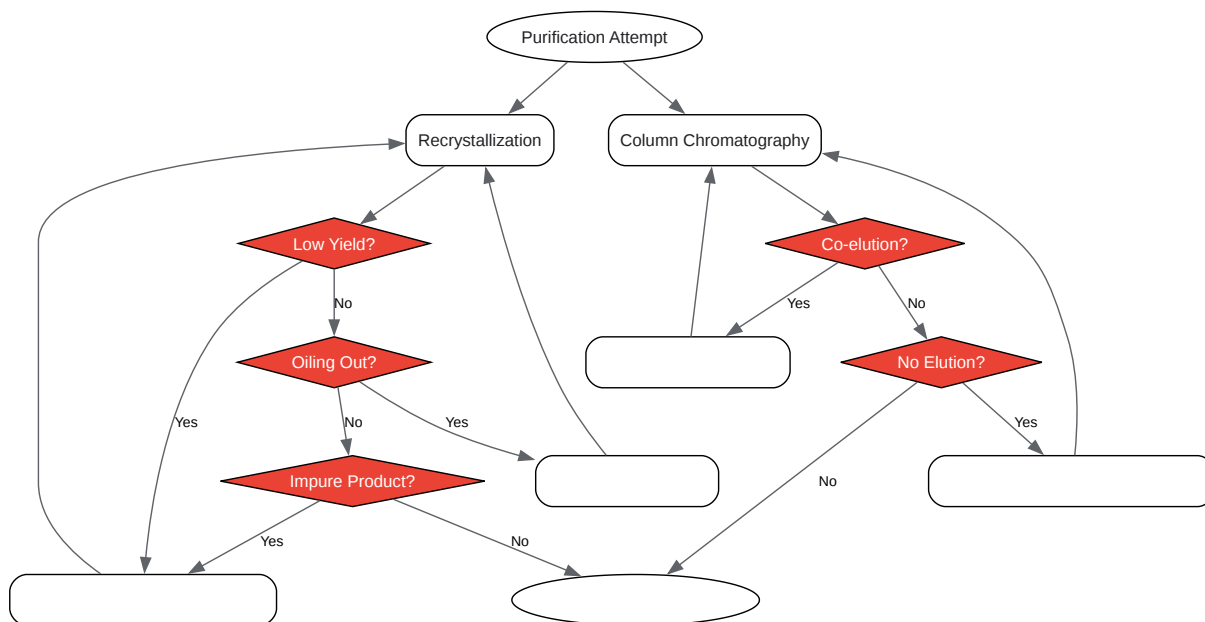 Purification Attempt
Recrystallization
Column Chromatography
Low Yield?
Co-elution?
No
Yes
No
Oiling Out?
No Elution?
Yes
No
Yes
Yes
Impure Product?
No
Yes
No